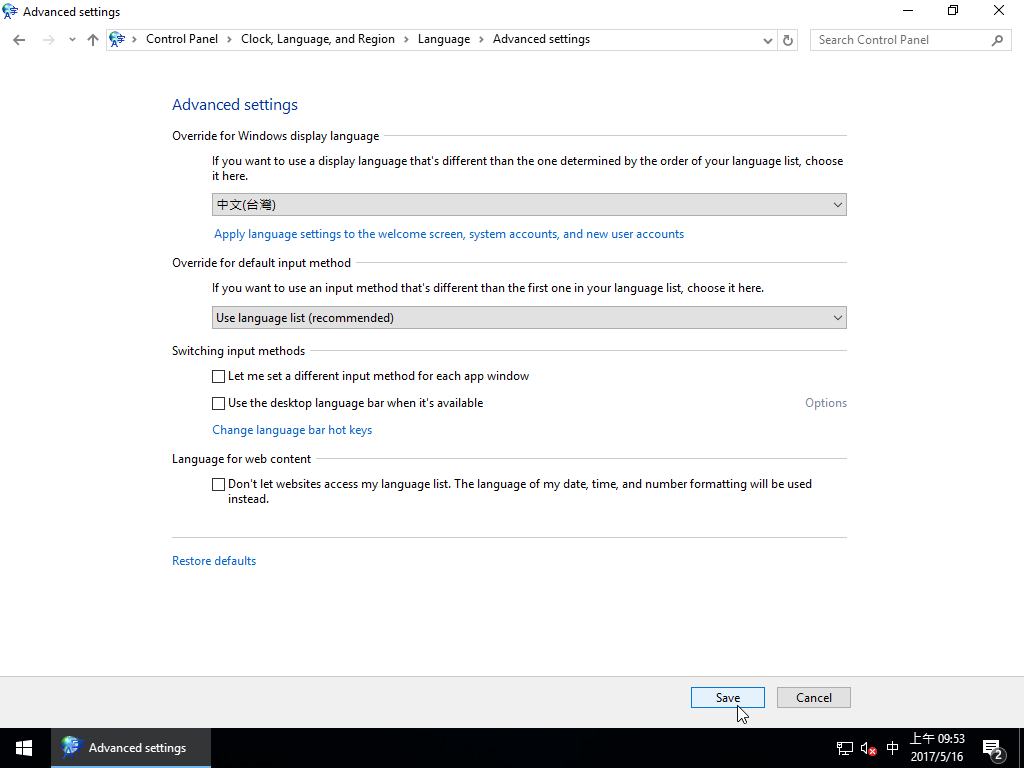 Advanced settings
Control Panel > Clock, Language, and Region > Language > Advanced settings
Search Control Panel
Advanced settings
Override for Windows display language
If you want to use a display language that's different than the one determined by the order of your language list, choose
it here.
中文(台灣)
Apply language settings to the welcome screen, system accounts, and new user accounts
Override for default input method
If you want to use an input method that's different than the first one in your language list, choose it here.
Use language list (recommended)
Switching input methods
Let me set a different input method for each app window
Use the desktop language bar when it's available
Options
Change language bar hot keys
Language for web content
Don't let websites access my language list. The language of my date, time, and number formatting will be used
instead.
Restore defaults
Save
Cancel
Advanced settings
中
上午 09:53
2017/5/16
2